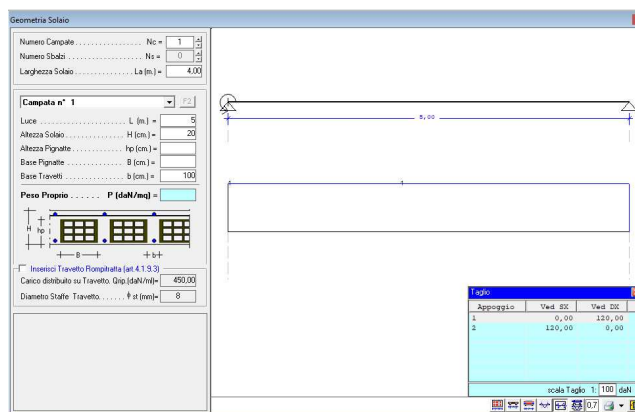 Geometria Solaio
Numero Campate . . . . . . . . . . . . . . . . . Nc = 1
Numero Sbalzi . . . . . . . . . . . . . . . . . . Ns = 0
Larghezza Solaio . . . . . . . . . . . . . La (m.) = 4,00
Campata n° 1 F2
Luce . . . . . . . . . . . . . . . . L (m.) = 5
Altezza Solaio . . . . . . . . . . . H (cm.) = 20
Altezza Pignatte . . . . . . . . . hp (cm.) =
Base Pignatte . . . . . . . . . . . B (cm.) =
Base Travetti . . . . . . . . . . . b (cm.) = 100
Peso Proprio . . . . . . P (daN/mq) =
H hp
B b
Inserisci Travetto Rompitratta (art.4.1.9.3)
Carico distribuito su Travetto. Qrip.(daN/ml)= 450,00
Diametro Staffe Travetto. . . . . . ϕ st (mm)= 8
5,00
1
Taglio
Appoggio Ved SX Ved DX
1 0,00 120,00
2 120,00 0,00
scala Taglio 1: 100 daN
0,7